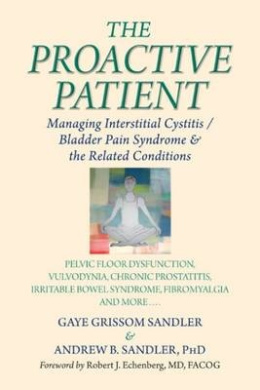 THE
PROACTIVE
PATIENT
Managing Interstitial Cystitis /
Bladder Pain Syndrome &
the Related Conditions
PELVIC FLOOR DYSFUNCTION,
VULVODYNIA, CHRONIC PROSTATITIS,
IRRITABLE BOWEL SYNDROME, FIBROMYALGIA
AND MORE . . . .
GAYE GRISSOM SANDLER
&
ANDREW B. SANDLER, PHD
Foreword by Robert J. Echenberg, MD, FACOG